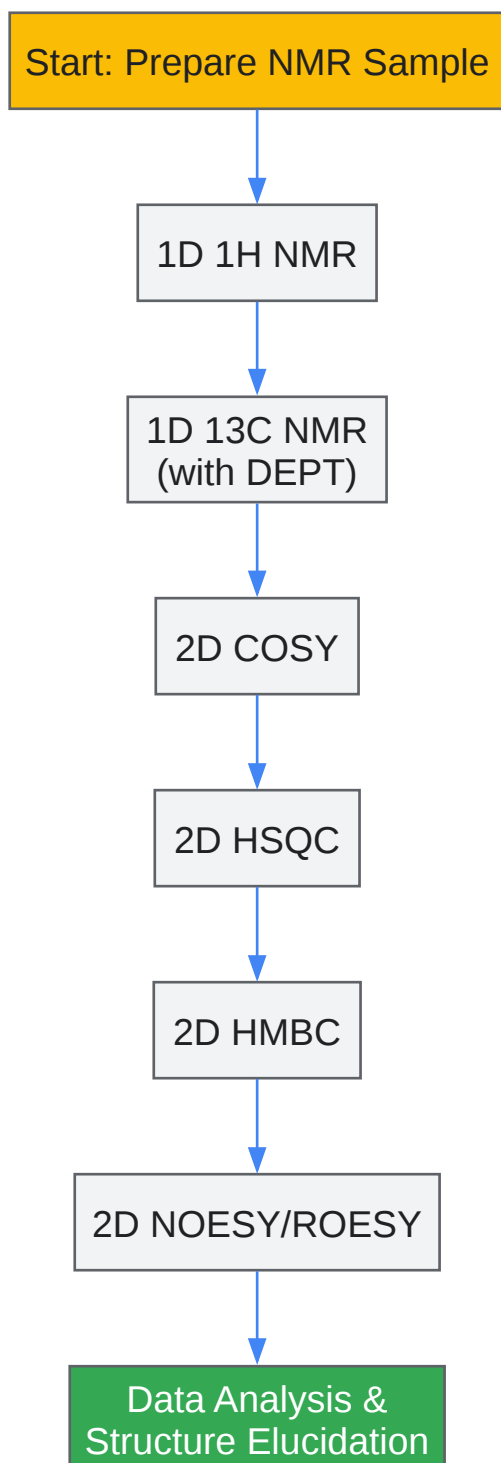 Start: Prepare NMR Sample
1D 1H NMR
1D 13C NMR
(with DEPT)
2D COSY
2D HSQC
2D HMBC
2D NOESY/ROESY
Data Analysis &
Structure Elucidation